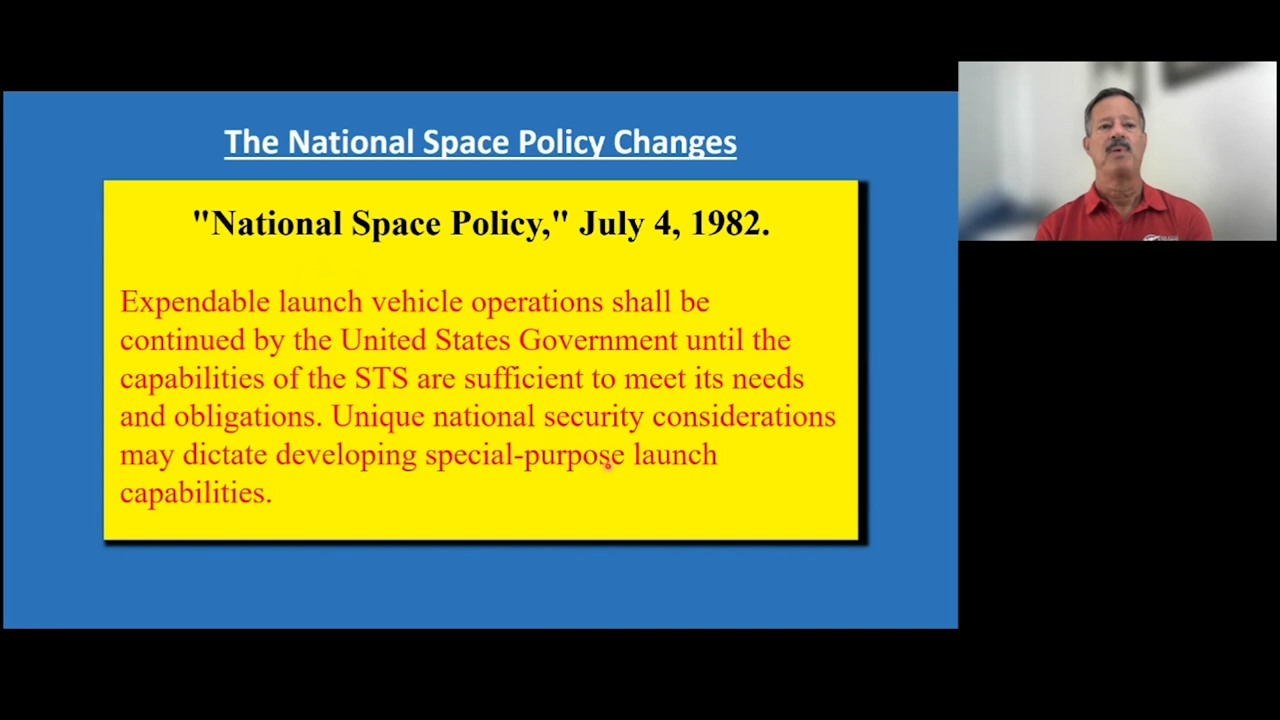 The National Space Policy Changes
"National Space Policy," July 4, 1982.
Expendable launch vehicle operations shall be
continued by the United States Government until the
capabilities of the STS are sufficient to meet its needs
and obligations. Unique national security considerations
may dictate developing special-purpose launch
capabilities.